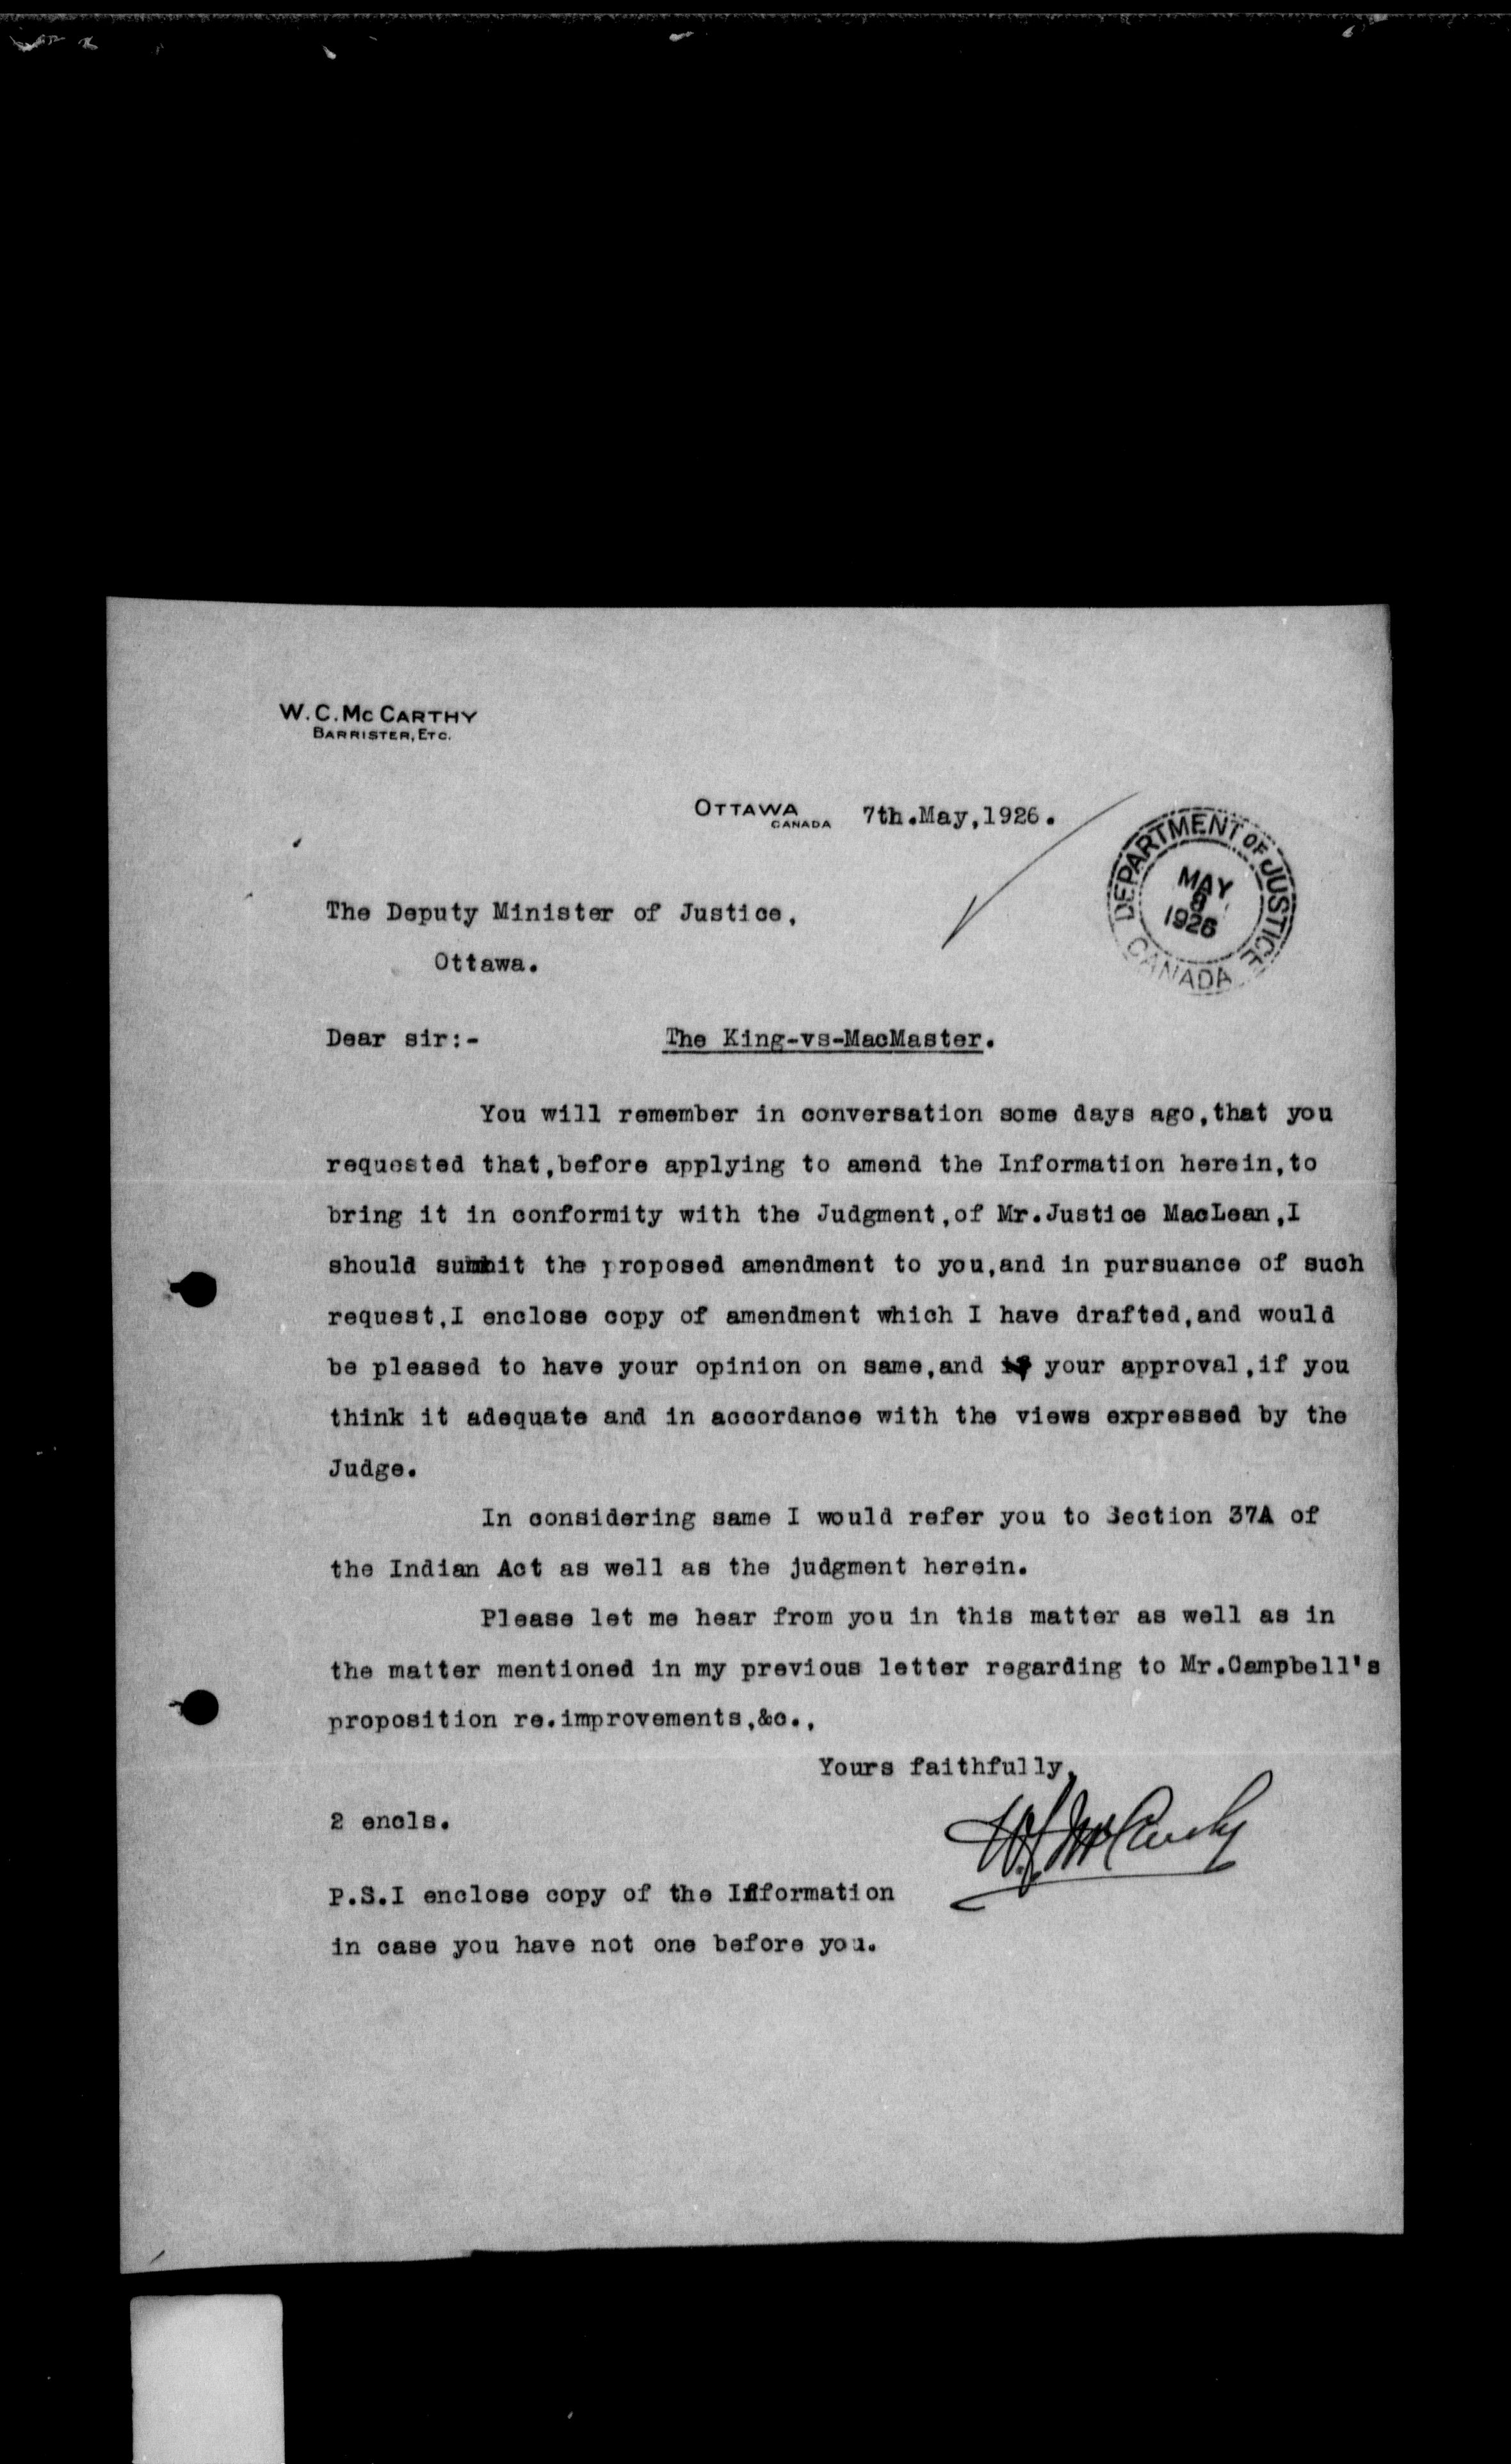 W. C. Mc CARTHY
BARRISTER, ETC.
OTTAWA
CANADA 7th.May,1926.
DEPARTMENT OF JUSTICE
MAY
1926
CANADA
The Deputy Minister of Justice,
Ottawa.
Dear sir:- The King-vs-MacMaster.
You will remember in conversation some days ago,that you
requested that,before applying to amend the Information herein,to
bring it in conformity with the Judgment,of Mr.Justice MacLean,I
should submit the proposed amendment to you,and in pursuance of such
request,I enclose copy of amendment which I have drafted,and would
be pleased to have your opinion on same,and your approval,if you
think it adequate and in accordance with the views expressed by the
Judge.
In considering same I would refer you to Section 37A of
the Indian Act as well as the judgment herein.
Please let me hear from you in this matter as well as in
the matter mentioned in my previous letter regarding to Mr.Campbell's
proposition re.improvements,&c.,
Yours faithfully,
2 encls.
W.C. McCarthy
P.S.I enclose copy of the Information
in case you have not one before you.